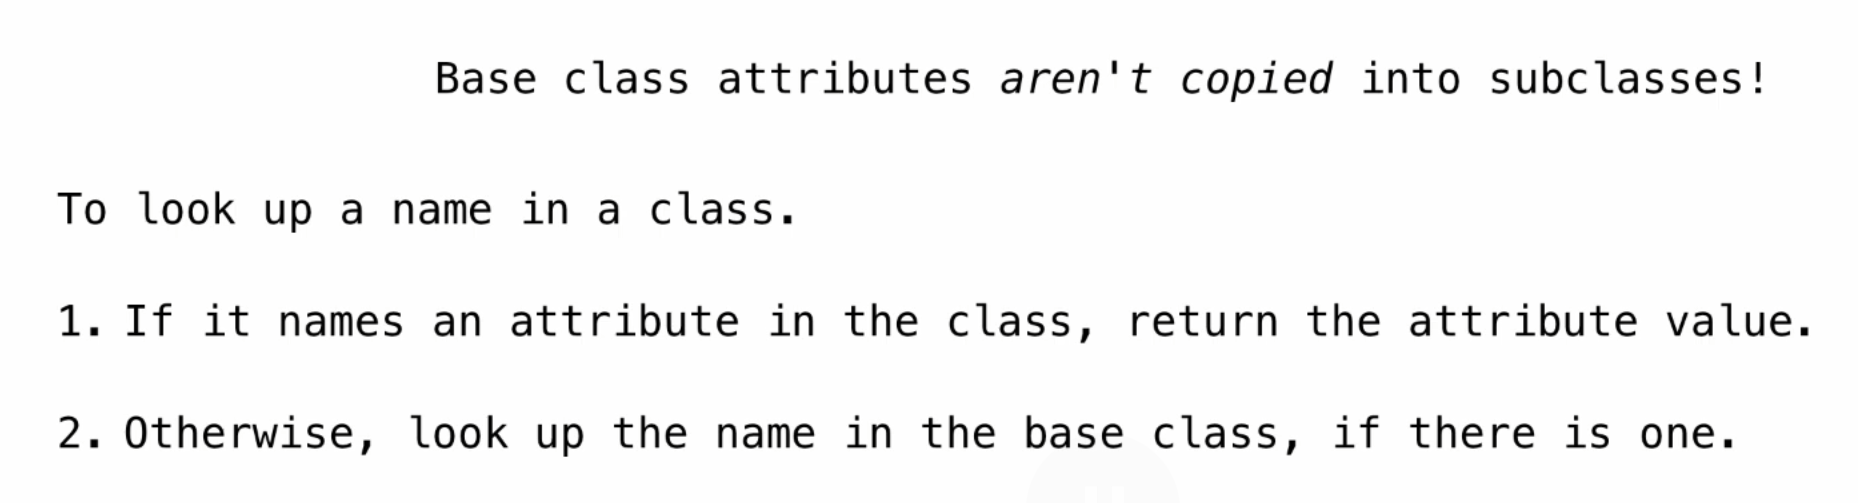 Base class attributes aren't copied into subclasses!
To look up a name in a class.
1. If it names an attribute in the class, return the attribute value.
2. Otherwise, look up the name in the base class, if there is one.